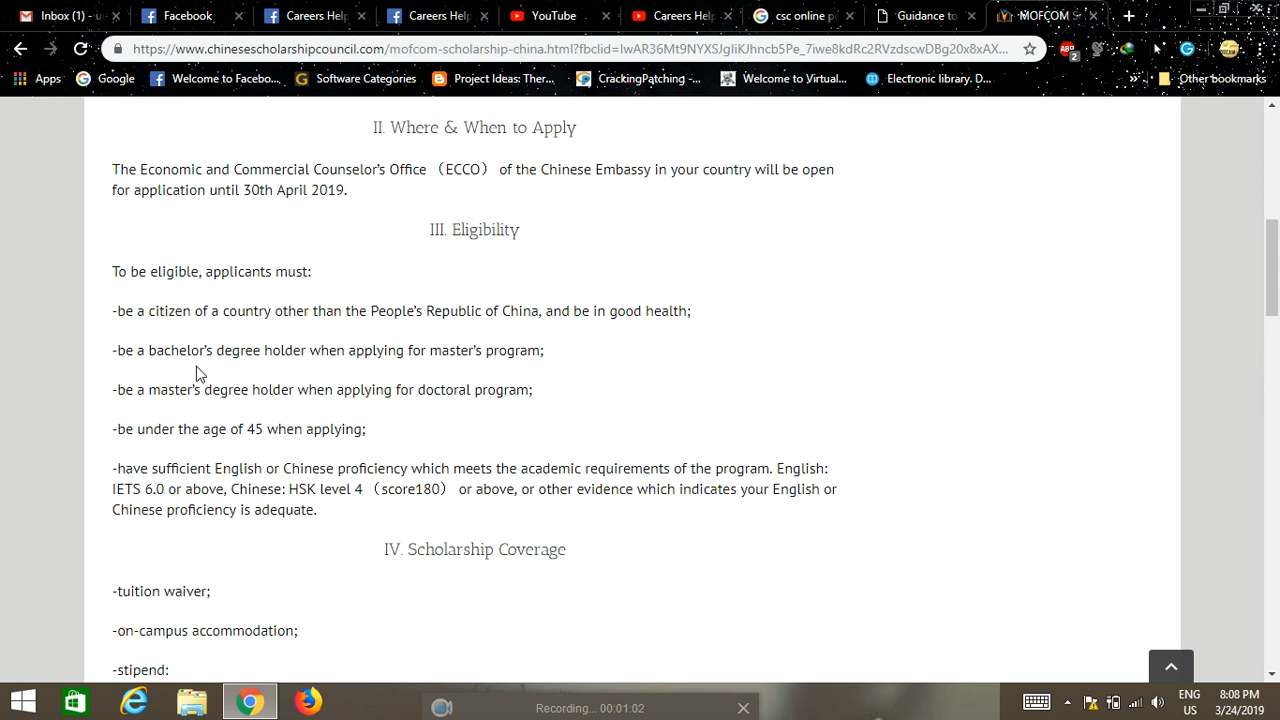 Inbox (1) - u
Facebook
Careers Help
Careers Help
YouTube
Careers Help
csc online p
Guidance to
MOFCOM S
https://www.chinesescholarshipcouncil.com/mofcom-scholarship-china.html?fbclid=IwAR36Mt9NYXSJgIiKJhncb5Pe_7iwe8kdRc2RVzdscwDBg20x8xAX...
ABP
2
Apps
Google
Welcome to Facebo...
Software Categories
Project Ideas: Ther...
CrackingPatching -...
Welcome to Virtual...
Electronic library. D...
»
Other bookmarks
II. Where & When to Apply
The Economic and Commercial Counselor's Office （ECCO） of the Chinese Embassy in your country will be open
for application until 30th April 2019.
III. Eligibility
To be eligible, applicants must:
-be a citizen of a country other than the People's Republic of China, and be in good health;
-be a bachelor's degree holder when applying for master's program;
-be a master's degree holder when applying for doctoral program;
-be under the age of 45 when applying;
-have sufficient English or Chinese proficiency which meets the academic requirements of the program. English:
IETS 6.0 or above, Chinese: HSK level 4 （score180） or above, or other evidence which indicates your English or
Chinese proficiency is adequate.
IV. Scholarship Coverage
-tuition waiver;
-on-campus accommodation;
-stipend:
Recording... 00:01:02
ENG
US
8:08 PM
3/24/2019